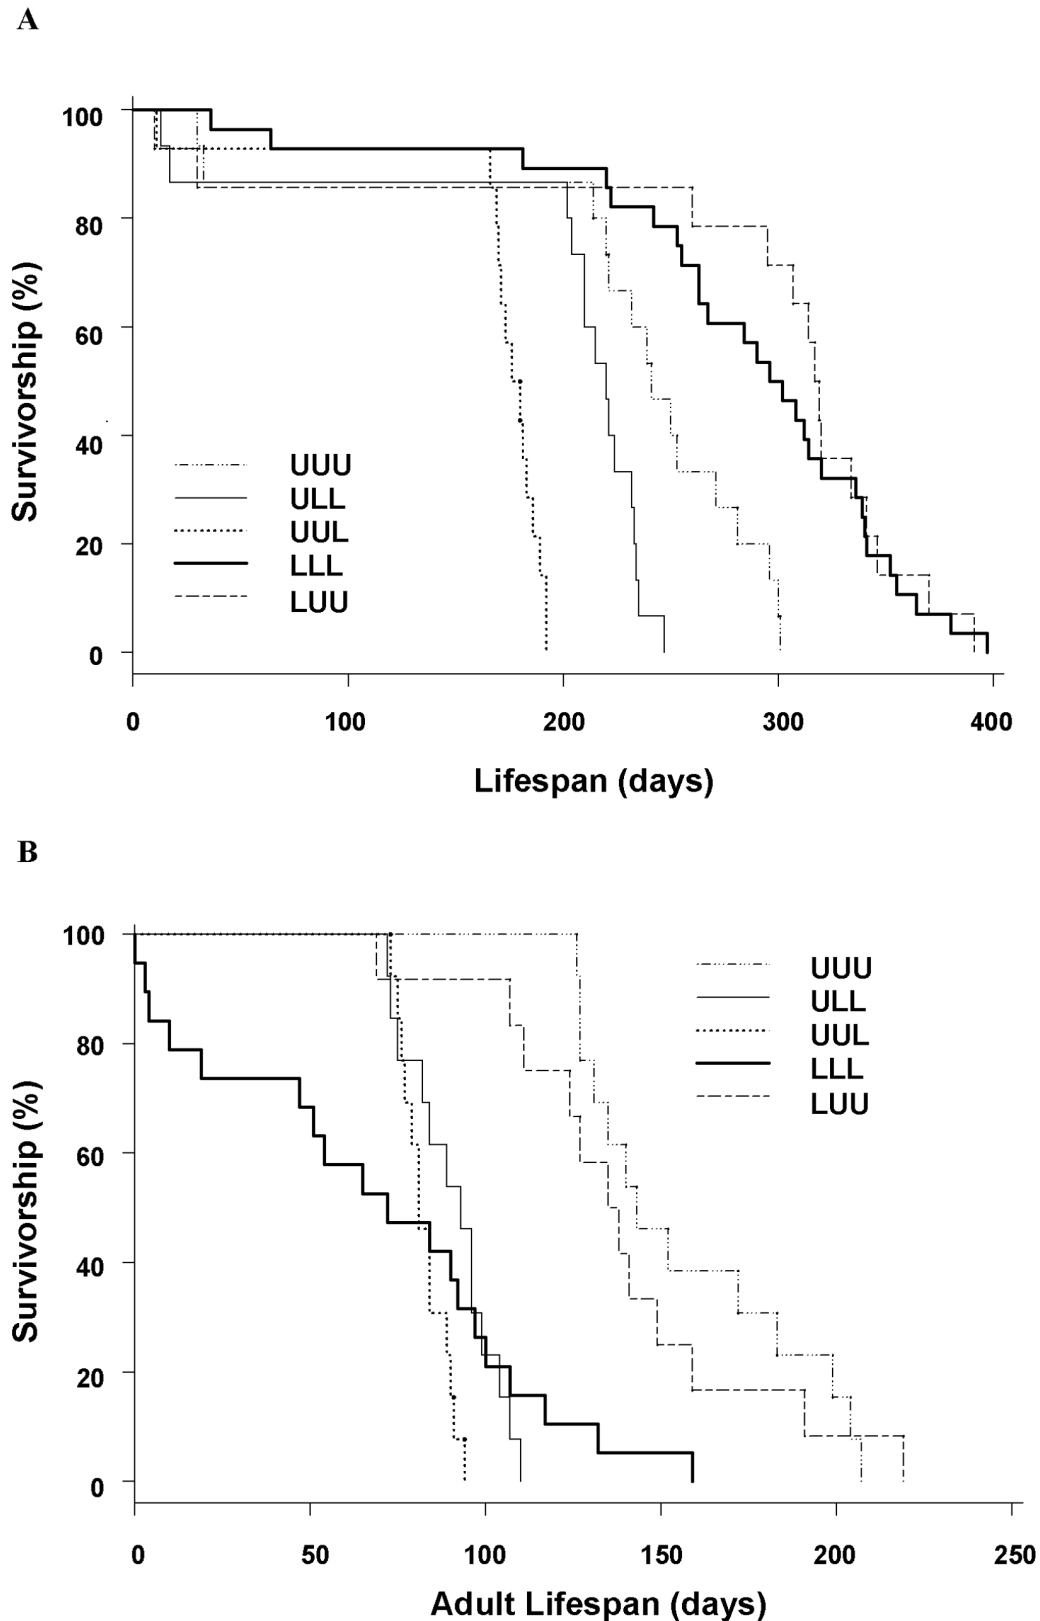 A
100
80
60
40
20
0
Survivorship (%)
UUU
ULL
UUL
LLL
LUU
0 100 200 300 400
Lifespan (days)
B
100
80
60
40
20
0
Survivorship (%)
UUU
ULL
UUL
LLL
LUU
0 50 100 150 200 250
Adult Lifespan (days)